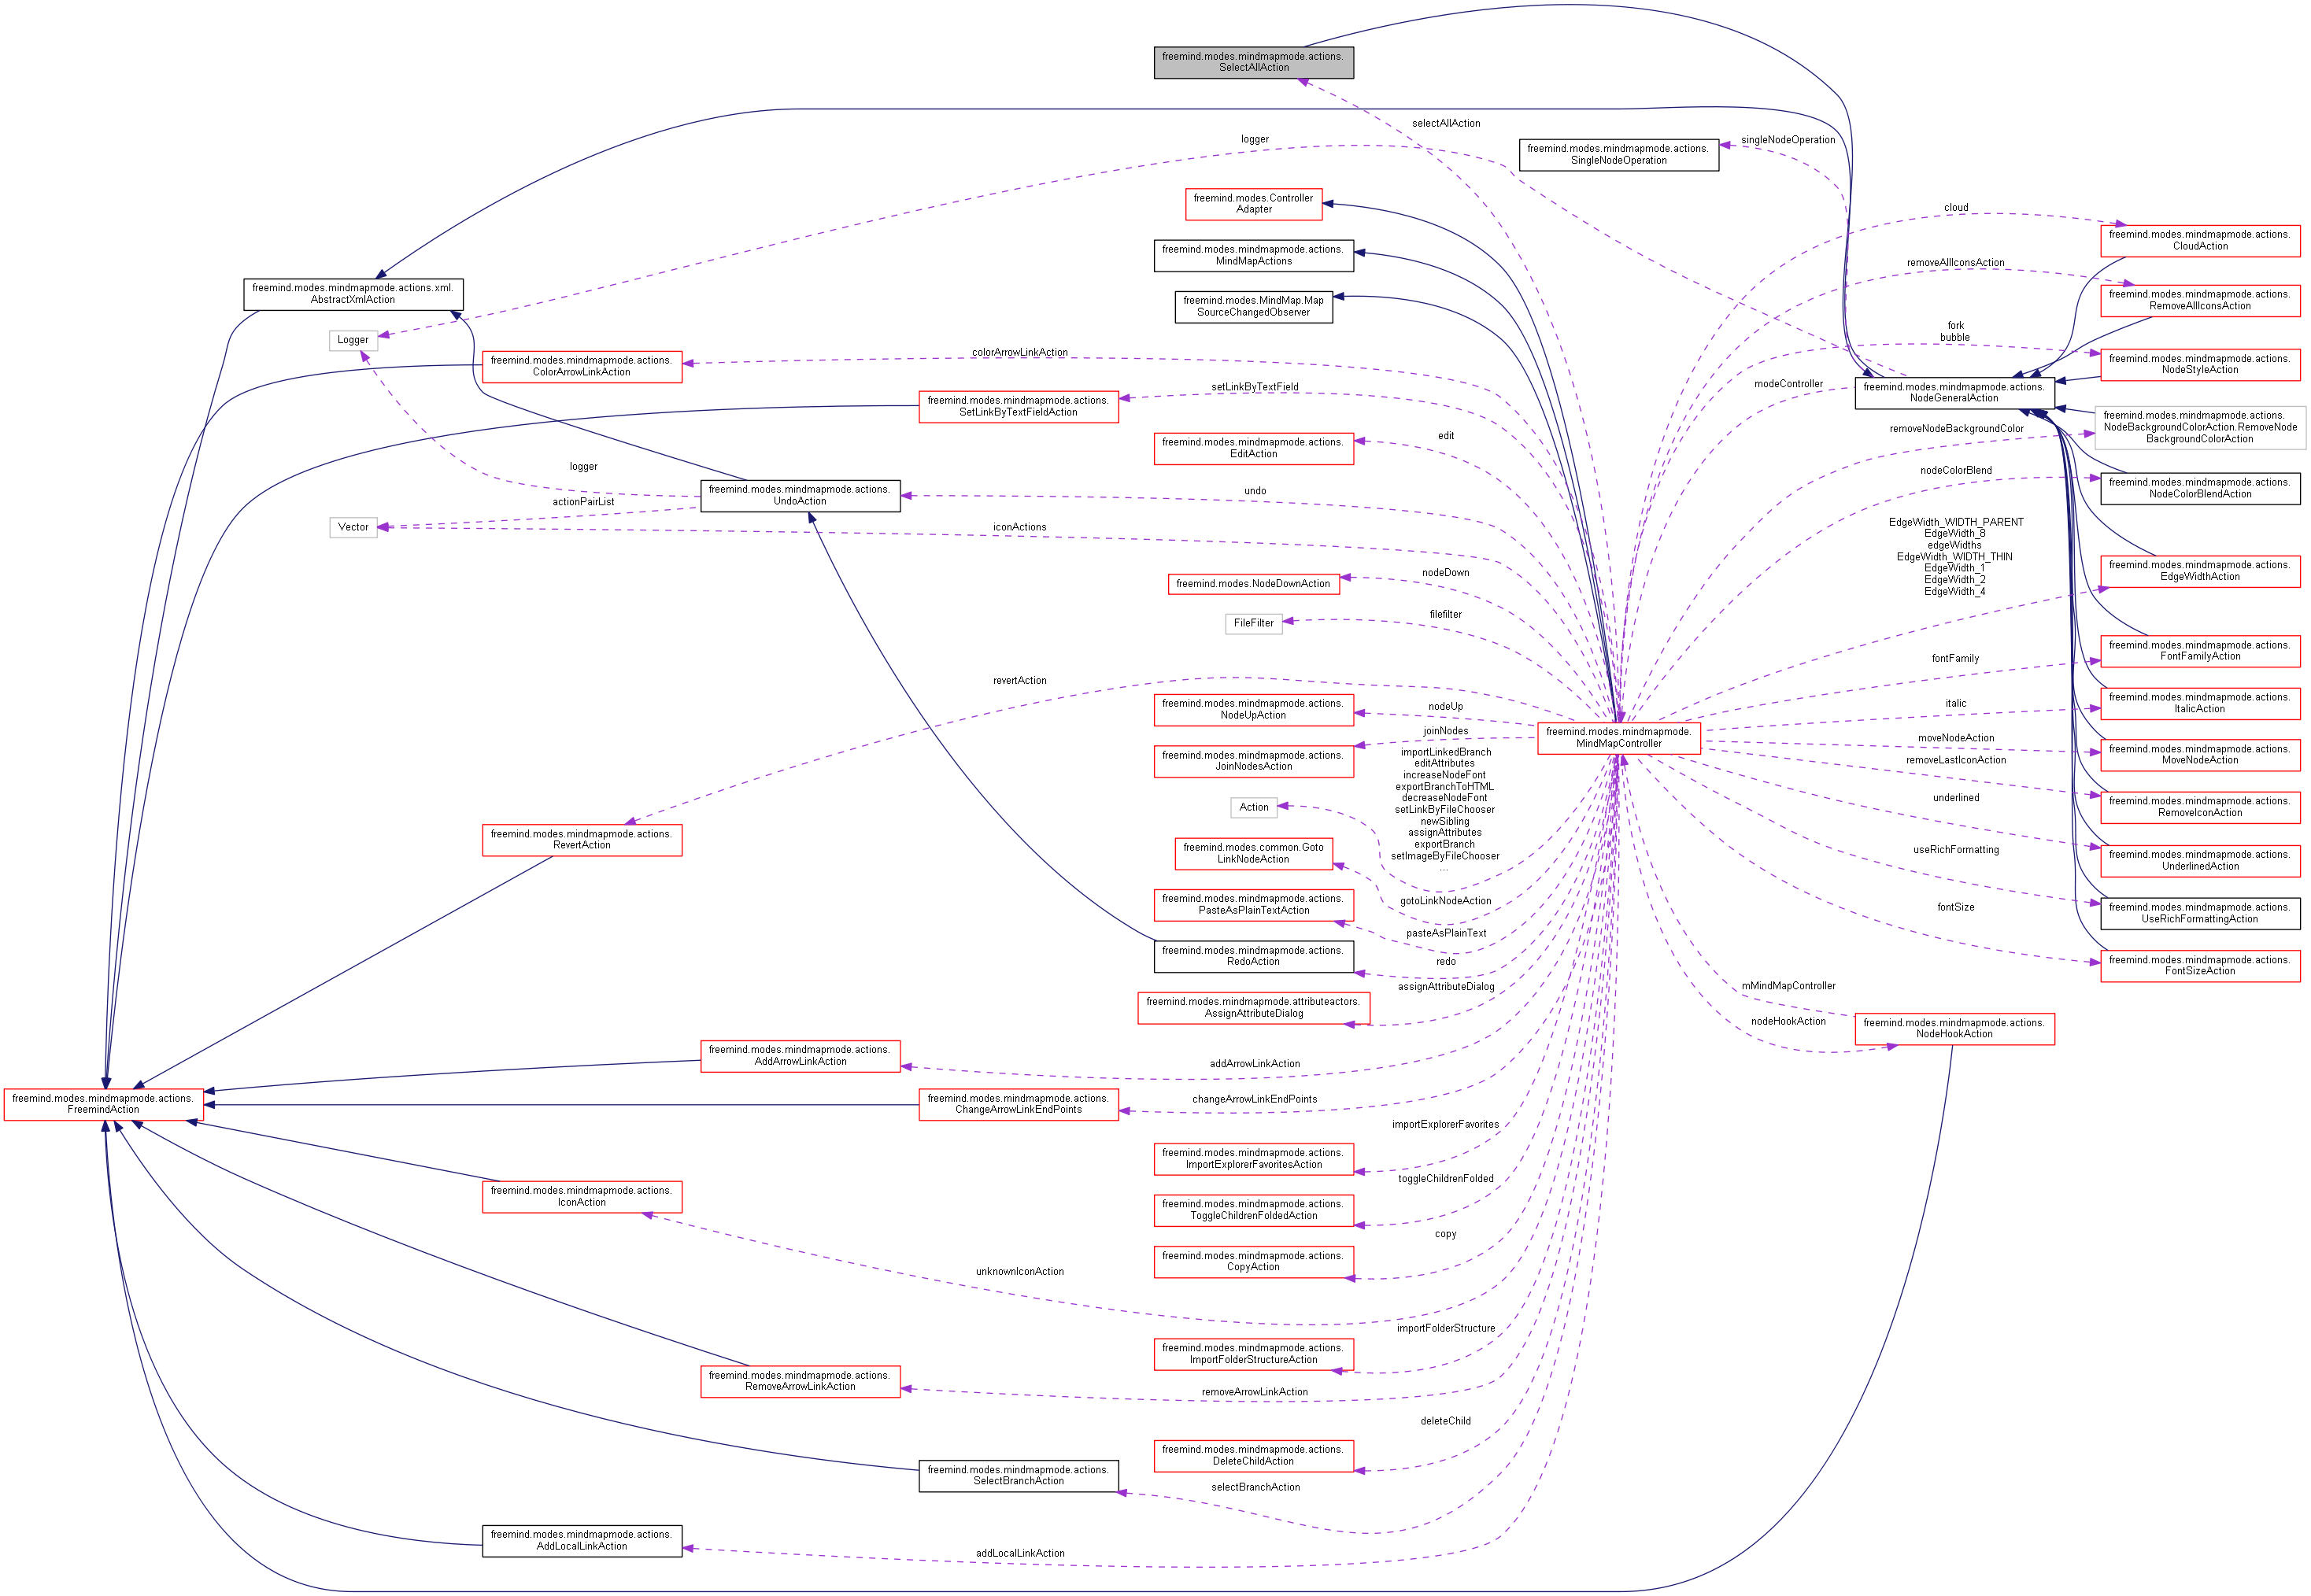 freemind.modes.mindmapmode.actions.
SelectAllAction
selectAllAction
logger
singleNodeOperation
freemind.modes.mindmapmode.actions.
SingleNodeOperation
freemind.modes.Controller
Adapter
cloud
freemind.modes.mindmapmode.actions.
CloudAction
freemind.modes.mindmapmode.actions.
MindMapActions
removeAllIconsAction
freemind.modes.mindmapmode.actions.
RemoveAllIconsAction
freemind.modes.mindmapmode.actions.xml.
AbstractXmlAction
freemind.modes.MindMap.Map
SourceChangedObserver
Logger
fork
bubble
freemind.modes.mindmapmode.actions.
NodeStyleAction
colorArrowLinkAction
freemind.modes.mindmapmode.actions.
ColorArrowLinkAction
modeController
freemind.modes.mindmapmode.actions.
NodeGeneralAction
setLinkByTextField
freemind.modes.mindmapmode.actions.
SetLinkByTextFieldAction
freemind.modes.mindmapmode.actions.
NodeBackgroundColorAction.RemoveNode
BackgroundColorAction
removeNodeBackgroundColor
edit
freemind.modes.mindmapmode.actions.
EditAction
logger
nodeColorBlend
freemind.modes.mindmapmode.actions.
NodeColorBlendAction
undo
freemind.modes.mindmapmode.actions.
UndoAction
actionPairList
Vector
iconActions
EdgeWidth_WIDTH_PARENT
EdgeWidth_8
edgeWidths
EdgeWidth_WIDTH_THIN
EdgeWidth_1
EdgeWidth_2
EdgeWidth_4
freemind.modes.mindmapmode.actions.
EdgeWidthAction
nodeDown
freemind.modes.NodeDownAction
filefilter
FileFilter
fontFamily
freemind.modes.mindmapmode.actions.
FontFamilyAction
revertAction
nodeUp
freemind.modes.mindmapmode.actions.
NodeUpAction
italic
freemind.modes.mindmapmode.actions.
ItalicAction
freemind.modes.mindmapmode.
MindMapController
joinNodes
freemind.modes.mindmapmode.actions.
JoinNodesAction
moveNodeAction
freemind.modes.mindmapmode.actions.
MoveNodeAction
importLinkedBranch
editAttributes
increaseNodeFont
exportBranchToHTML
decreaseNodeFont
setLinkByFileChooser
newSibling
assignAttributes
exportBranch
setImageByFileChooser
...
Action
removeLastIconAction
freemind.modes.mindmapmode.actions.
RemoveIconAction
underlined
freemind.modes.mindmapmode.actions.
UnderlinedAction
freemind.modes.mindmapmode.actions.
RevertAction
freemind.modes.common.Goto
LinkNodeAction
gotoLinkNodeAction
useRichFormatting
freemind.modes.mindmapmode.actions.
UseRichFormattingAction
freemind.modes.mindmapmode.actions.
PasteAsPlainTextAction
pasteAsPlainText
fontSize
freemind.modes.mindmapmode.actions.
FontSizeAction
freemind.modes.mindmapmode.actions.
RedoAction
redo
assignAttributeDialog
freemind.modes.mindmapmode.attributeactors.
AssignAttributeDialog
mMindMapController
nodeHookAction
freemind.modes.mindmapmode.actions.
NodeHookAction
freemind.modes.mindmapmode.actions.
AddArrowLinkAction
addArrowLinkAction
freemind.modes.mindmapmode.actions.
FreemindAction
freemind.modes.mindmapmode.actions.
ChangeArrowLinkEndPoints
changeArrowLinkEndPoints
importExplorerFavorites
freemind.modes.mindmapmode.actions.
ImportExplorerFavoritesAction
toggleChildrenFolded
freemind.modes.mindmapmode.actions.
ToggleChildrenFoldedAction
freemind.modes.mindmapmode.actions.
IconAction
copy
freemind.modes.mindmapmode.actions.
CopyAction
unknownIconAction
importFolderStructure
freemind.modes.mindmapmode.actions.
ImportFolderStructureAction
freemind.modes.mindmapmode.actions.
RemoveArrowLinkAction
removeArrowLinkAction
deleteChild
freemind.modes.mindmapmode.actions.
DeleteChildAction
freemind.modes.mindmapmode.actions.
SelectBranchAction
selectBranchAction
freemind.modes.mindmapmode.actions.
AddLocalLinkAction
addLocalLinkAction